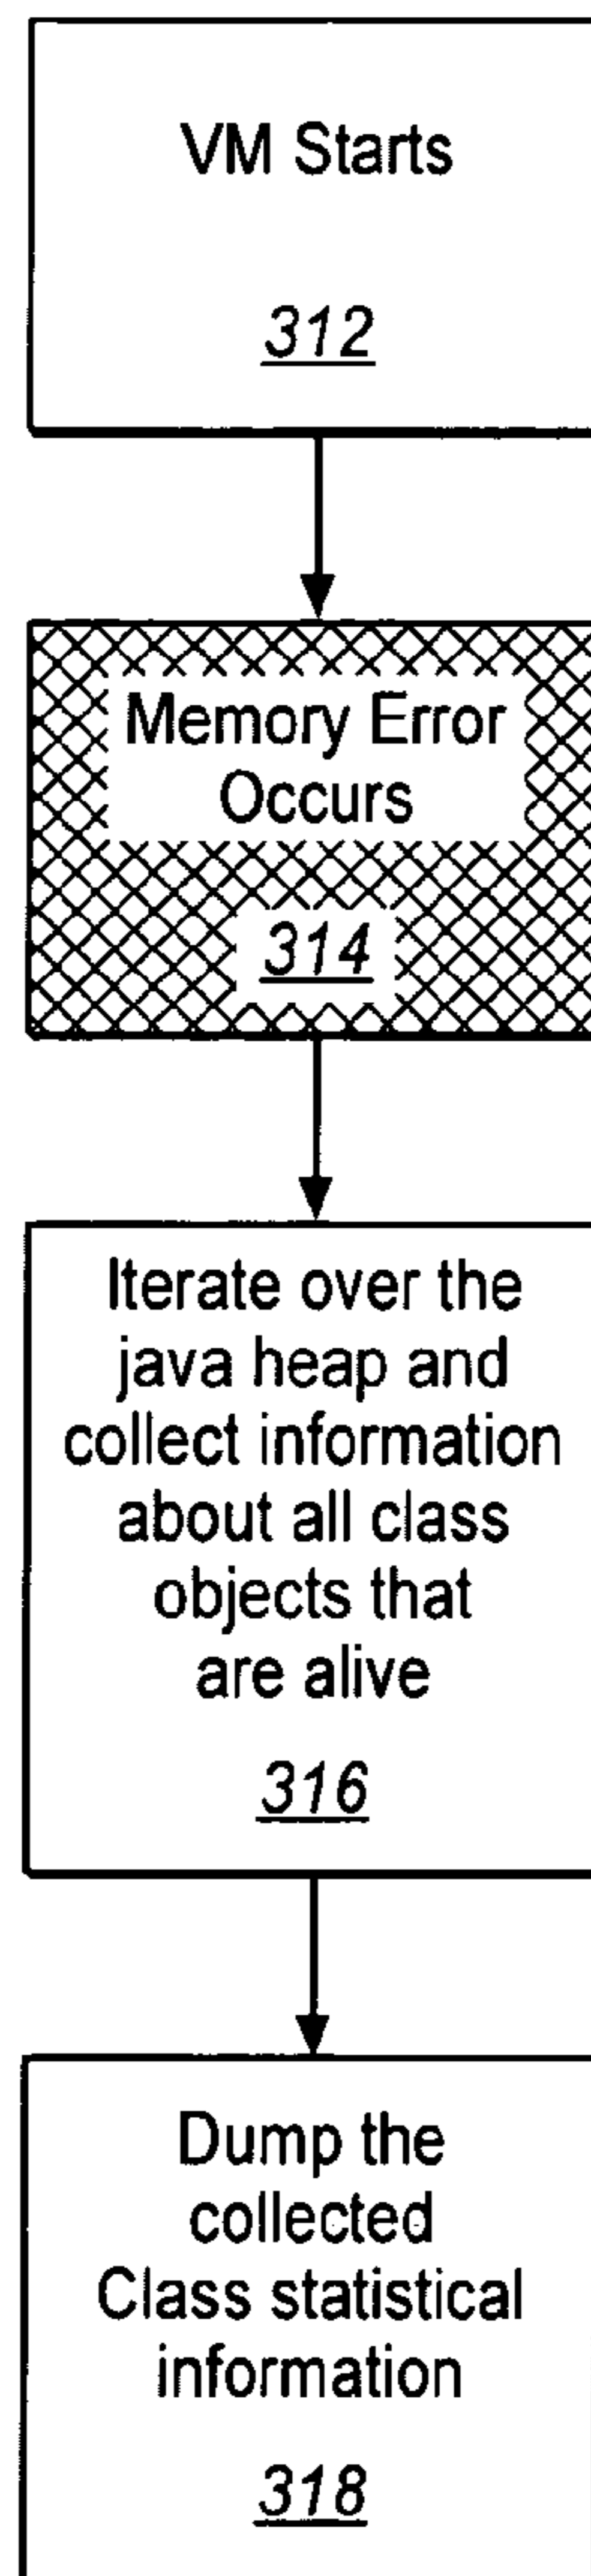 VM Starts
312
Memory Error
Occurs
314
Iterate over the
java heap and
collect information
about all class
objects that
are alive
316
Dump the
collected
Class statistical
information
318